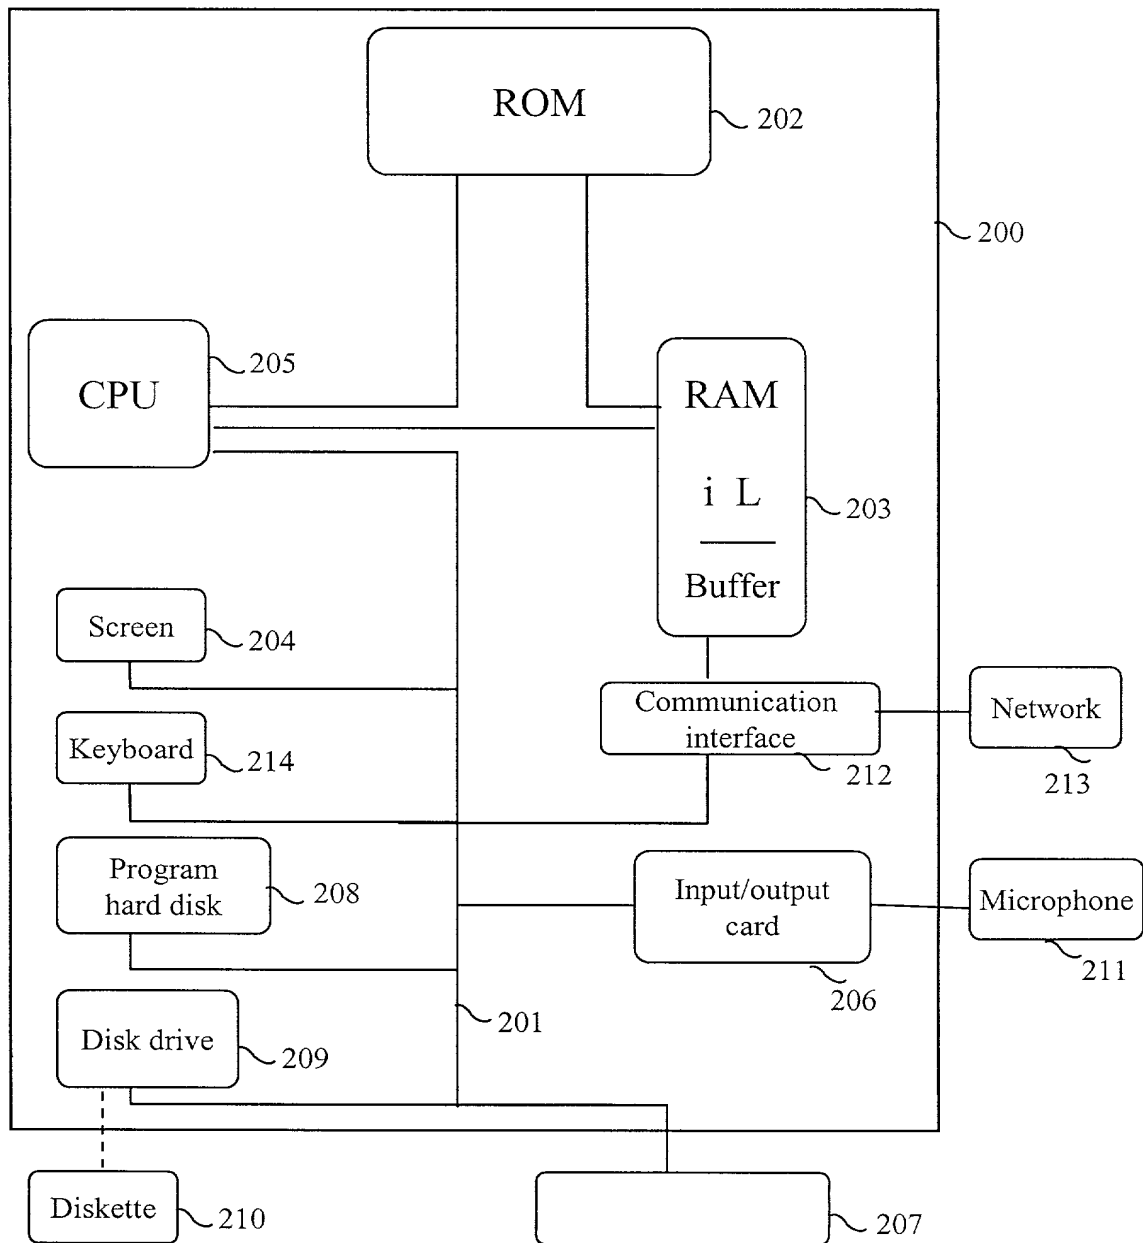 ROM
202
200
CPU
205
RAM
i L
Buffer
203
Screen
204
Keyboard
214
Communication
interface
212
Network
213
Program
hard disk
208
Input/output
card
206
Microphone
211
201
Disk drive
209
Diskette
210
207